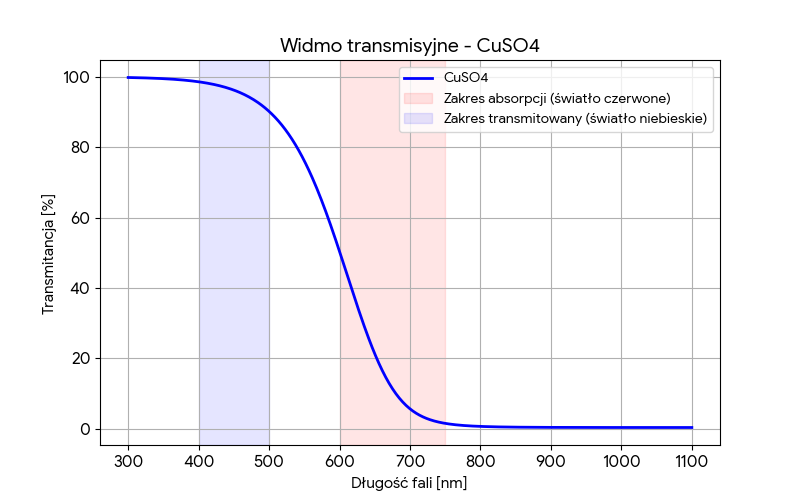 Widmo transmisyjne - CuSO4
CuSO4
Zakres absorpcji (światło czerwone)
Zakres transmitowany (światło niebieskie)
Transmitancja [%]
100
80
60
40
20
0
300 400 500 600 700 800 900 1000 1100
Długość fali [nm]